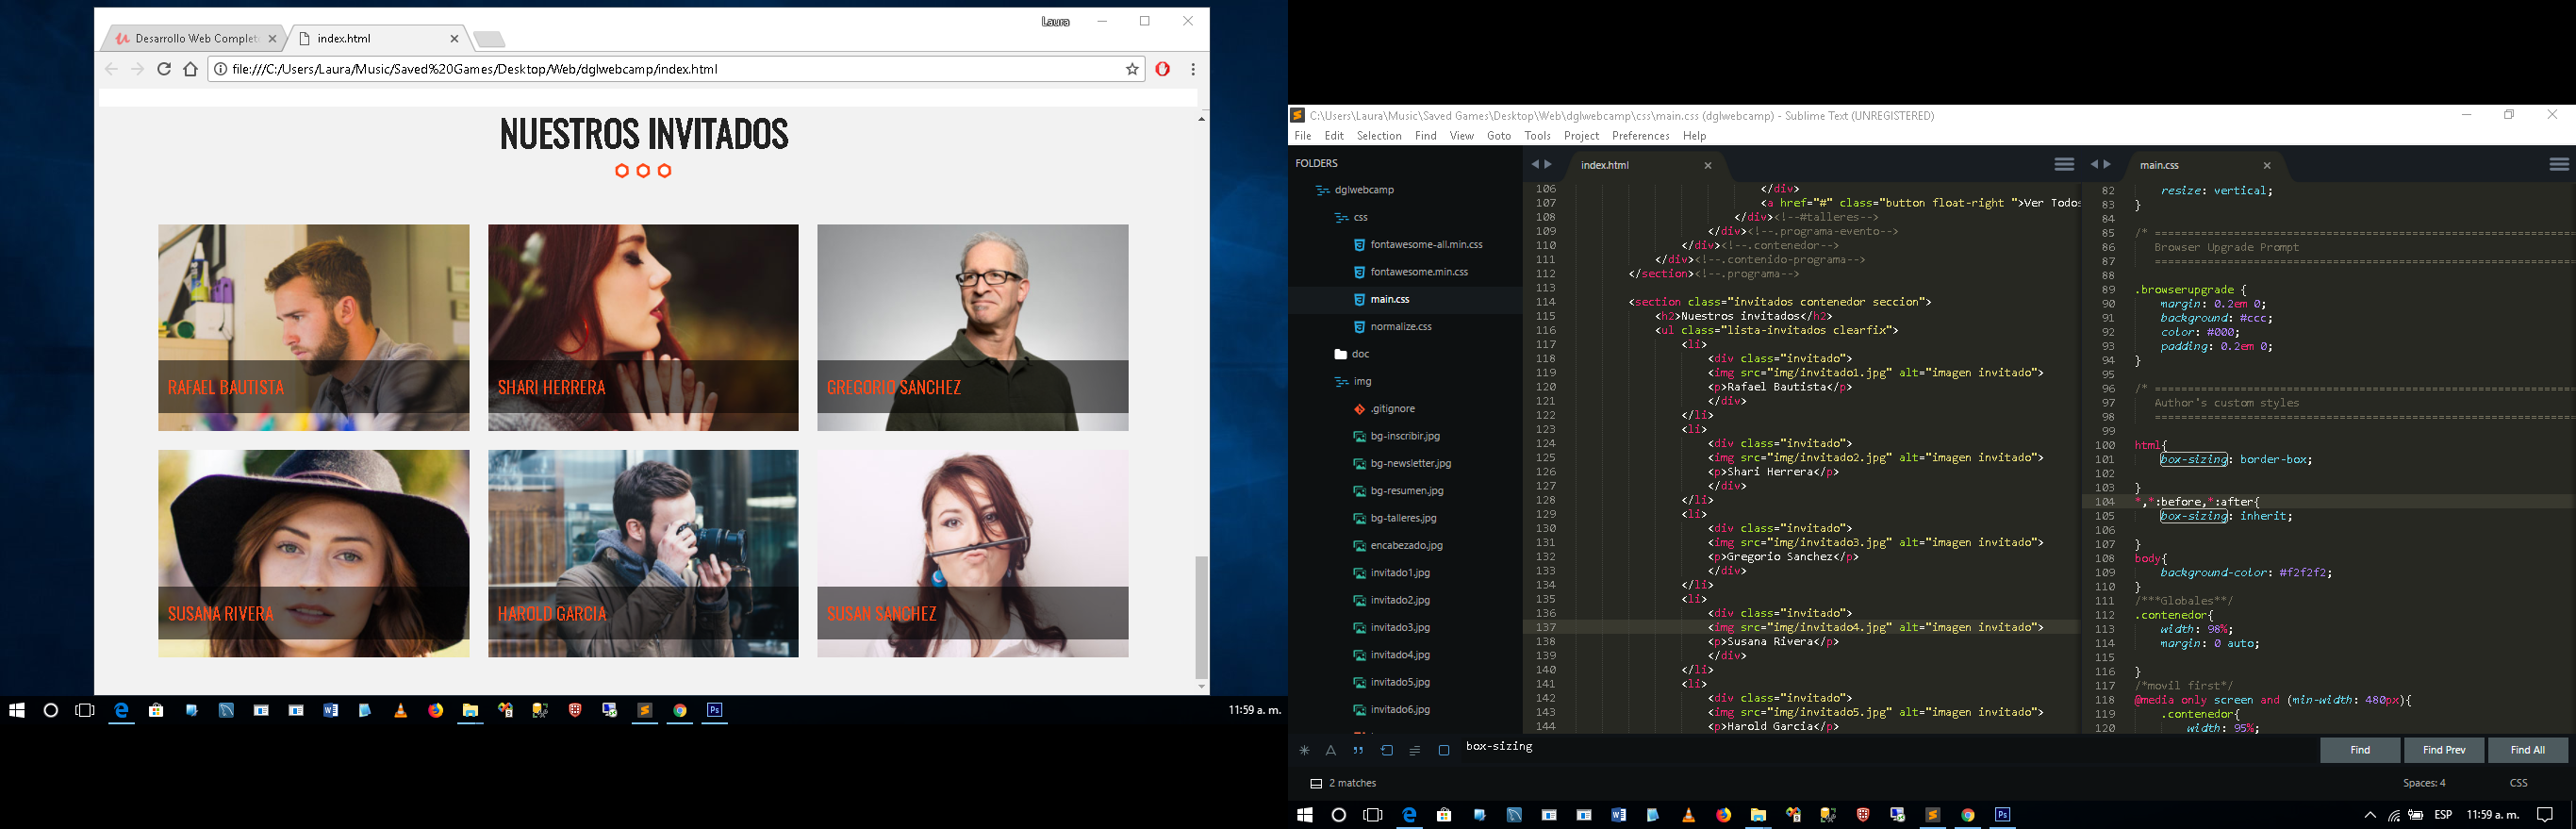 Laura
Desarrollo Web Complet
index.html
file:///C:/Users/Laura/Music/Saved%20Games/Desktop/Web/dglwebcamp/index.html
NUESTROS INVITADOS
RAFAEL BAUTISTA
SHARI HERRERA
GREGORIO SANCHEZ
SUSANA RIVERA
HAROLD GARCIA
SUSAN SANCHEZ
11:59 a. m.
C:\Users\Laura\Music\Saved Games\Desktop\Web\dglwebcamp\css\main.css (dglwebcamp) - Sublime Text (UNREGISTERED)
File Edit Selection Find View Goto Tools Project Preferences Help
FOLDERS
dglwebcamp
css
fontawesome-all.min.css
fontawesome.min.css
main.css
normalize.css
doc
img
.gitignore
bg-inscribir.jpg
bg-newsletter.jpg
bg-resumen.jpg
bg-talleres.jpg
encabezado.jpg
invitado1.jpg
invitado2.jpg
invitado3.jpg
invitado4.jpg
invitado5.jpg
invitado6.jpg
index.html
106 </div>
107 <a href="#" class="button float-right ">Ver Todos
108 </div><!--#talleres-->
109 </div><!--.programa-evento-->
110 </div><!--.contenedor-->
111 </div><!--.contenido-programa-->
112 </section><!--.programa-->
113
114 <section class="invitados contenedor seccion">
115 <h2>Nuestros invitados</h2>
116 <ul class="lista-invitados clearfix">
117 <li>
118 <div class="invitado">
119 <img src="img/invitado1.jpg" alt="imagen invitado">
120 <p>Rafael Bautista</p>
121 </div>
122 </li>
123 <li>
124 <div class="invitado">
125 <img src="img/invitado2.jpg" alt="imagen invitado">
126 <p>Shari Herrera</p>
127 </div>
128 </li>
129 <li>
130 <div class="invitado">
131 <img src="img/invitado3.jpg" alt="imagen invitado">
132 <p>Gregorio Sanchez</p>
133 </div>
134 </li>
135 <li>
136 <div class="invitado">
137 <img src="img/invitado4.jpg" alt="imagen invitado">
138 <p>Susana Rivera</p>
139 </div>
140 </li>
141 <li>
142 <div class="invitado">
143 <img src="img/invitado5.jpg" alt="imagen invitado">
144 <p>Harold Garcia</p>
main.css
82 resize: vertical;
83 }
84
85 /* ================================================================
86 Browser Upgrade Prompt
87 ================================================================
88
89 .browserupgrade {
90 margin: 0.2em 0;
91 background: #ccc;
92 color: #000;
93 padding: 0.2em 0;
94 }
95
96 /* ================================================================
97 Author's custom styles
98 ================================================================
99
100 html{
101 box-sizing: border-box;
102
103 }
104 *,*:before,*:after{
105 box-sizing: inherit;
106
107 }
108 body{
109 background-color: #f2f2f2;
110 }
111 /***Globales**/
112 .contenedor{
113 width: 98%;
114 margin: 0 auto;
115
116 }
117 /*movil first*/
118 @media only screen and (min-width: 480px){
119 .contenedor{
120 width: 95%;
box-sizing
Find Find Prev Find All
2 matches
Spaces: 4 CSS
ESP 11:59 a. m.